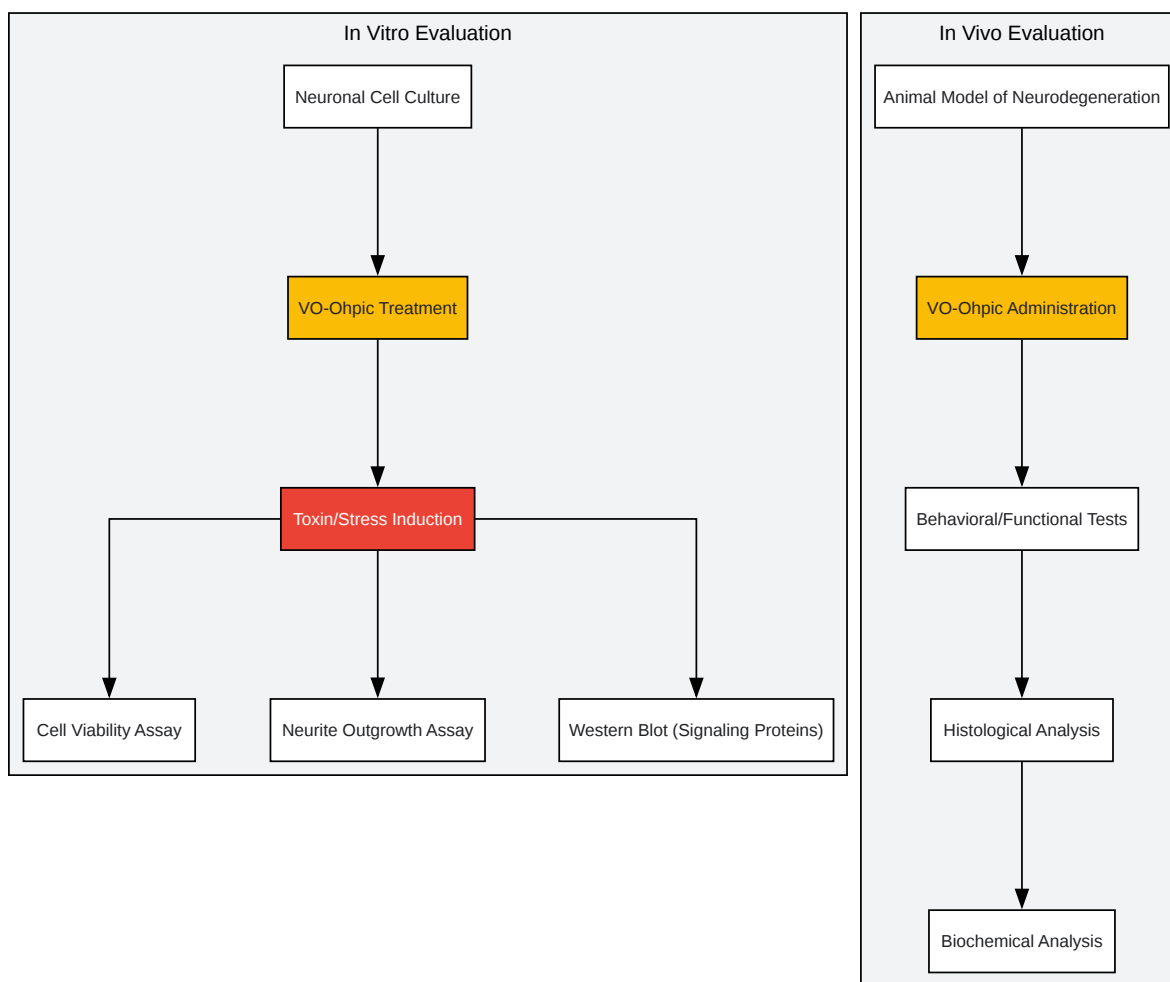 In Vitro Evaluation
Neuronal Cell Culture
VO-Ohpic Treatment
Toxin/Stress Induction
Cell Viability Assay
Neurite Outgrowth Assay
Western Blot (Signaling Proteins)
In Vivo Evaluation
Animal Model of Neurodegeneration
VO-Ohpic Administration
Behavioral/Functional Tests
Histological Analysis
Biochemical Analysis